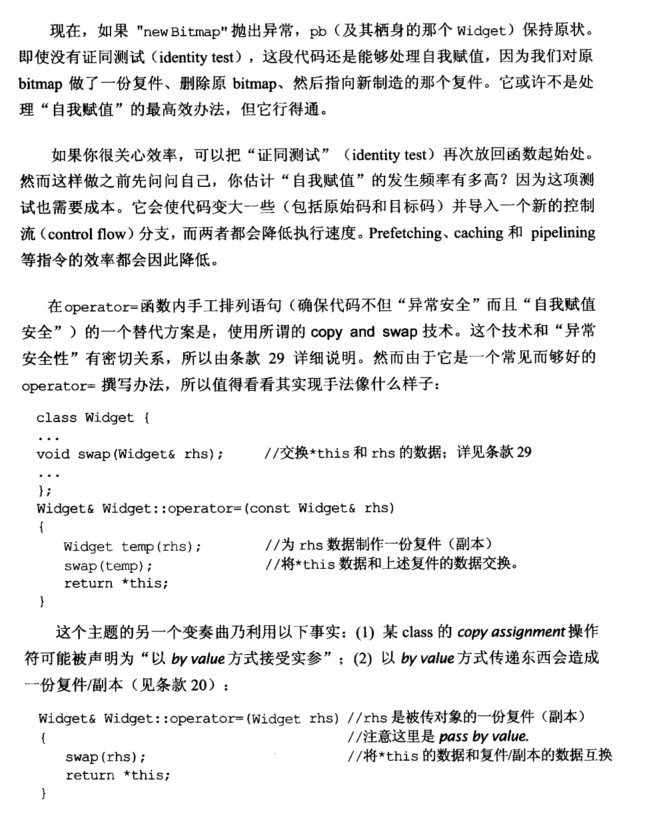 现在，如果 "new Bitmap" 抛出异常，pb（及其栖身的那个 Widget）保持原状。
即使没有证同测试（identity test），这段代码还是能够处理自我赋值，因为我们对原
bitmap 做了一份复件、删除原 bitmap、然后指向新制造的那个复件。它或许不是处
理“自我赋值”的最高效办法，但它行得通。
如果你很关心效率，可以把“证同测试”（identity test）再次放回函数起始处。
然而这样做之前先问问自己，你估计“自我赋值”的发生频率有多高？因为这项测
试也需要成本。它会使代码变大一些（包括原始码和目标码）并导入一个新的控制
流（control flow）分支，而两者都会降低执行速度。Prefetching、caching 和 pipelining
等指令的效率都会因此降低。
在 operator= 函数内手工排列语句（确保代码不但“异常安全”而且“自我赋值
安全”）的一个替代方案是，使用所谓的 copy and swap 技术。这个技术和“异常
安全性”有密切关系，所以由条款 29 详细说明。然而由于它是一个常见而够好的
operator= 撰写办法，所以值得看看其实现手法像什么样子：
class Widget {
...
void swap(Widget& rhs); //交换*this 和 rhs 的数据；详见条款 29
...
};
Widget& Widget::operator=(const Widget& rhs)
{
Widget temp(rhs); //为 rhs 数据制作一份复件（副本）
swap(temp); //将*this 数据和上述复件的数据交换。
return *this;
}
这个主题的另一个变奏曲乃利用以下事实：(1) 某 class 的 copy assignment 操作
符可能被声明为“以 by value 方式接受实参”；(2) 以 by value 方式传递东西会造成
一份复件/副本（见条款 20）：
Widget& Widget::operator=(Widget rhs) //rhs 是被传对象的一份复件（副本）
{ //注意这里是 pass by value.
swap(rhs); //将*this 的数据和复件/副本的数据互换
return *this;
}